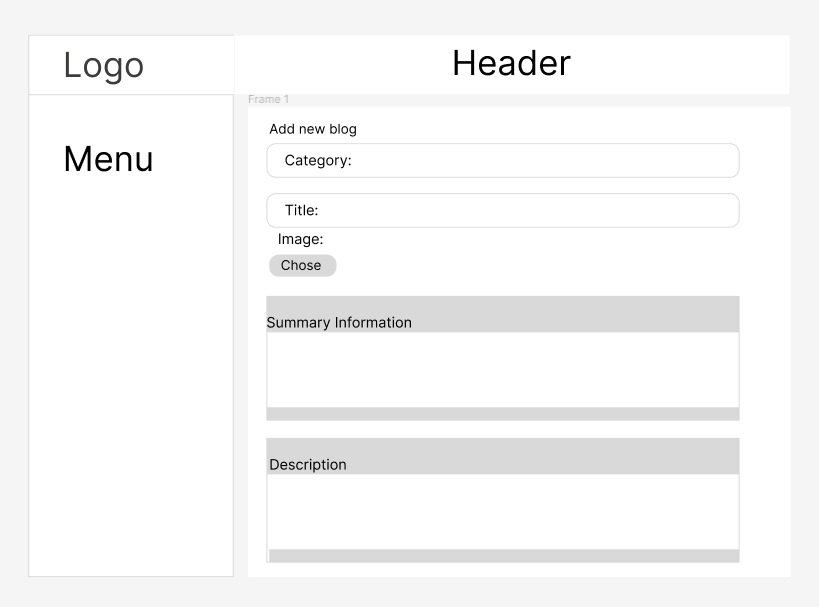 Logo
Header
Menu
Frame 1
Add new blog
Category:
Title:
Image:
Chose
Summary Information
Description